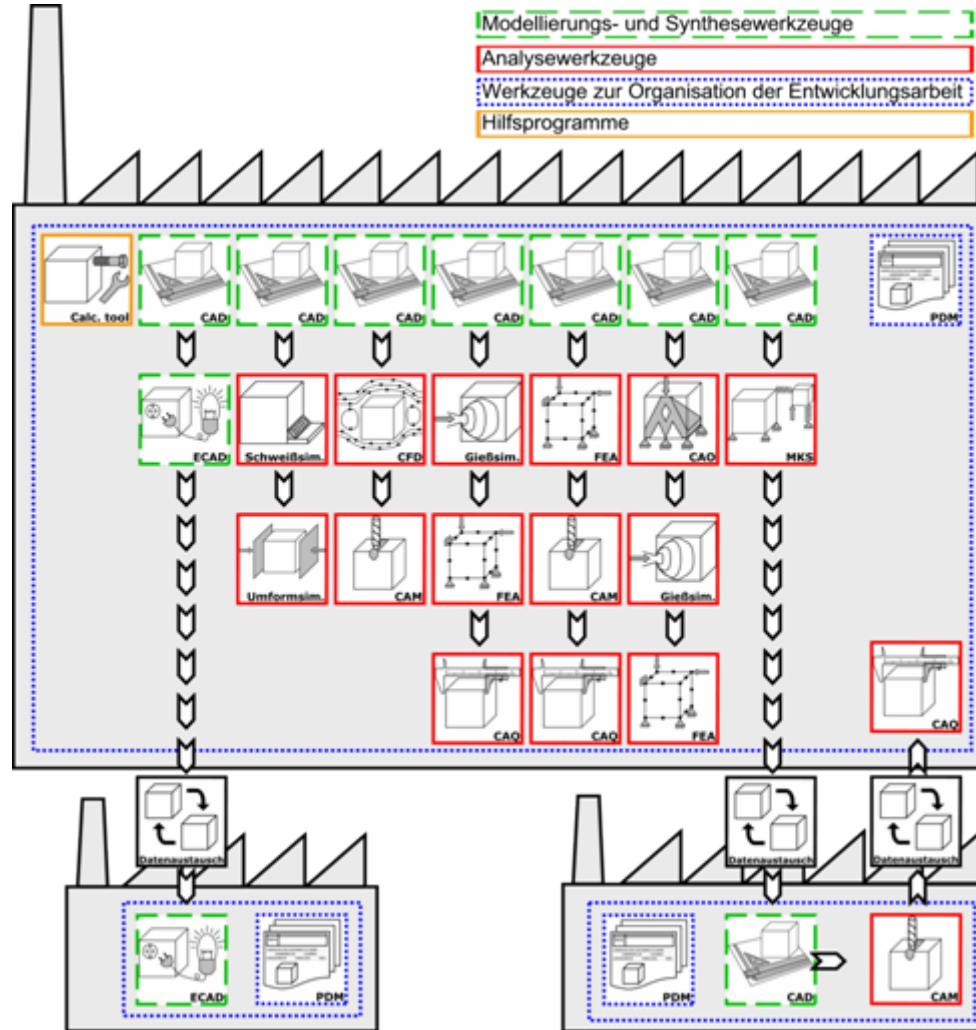 Modellierungs- und Synthesewerkzeuge
Analysewerkzeuge
Werkzeuge zur Organisation der Entwicklungsarbeit
Hilfsprogramme
Calc. tool CAD CAD CAD CAD CAD CAD CAD PDM
ECAD Schweißsim. CFD Gießsim. FEA CAO MKS
Umformsim. CAM FEA CAM Gießsim.
CAQ CAQ FEA CAQ
Datenaustausch Datenaustausch Datenaustausch
ECAD PDM PDM CAD CAM